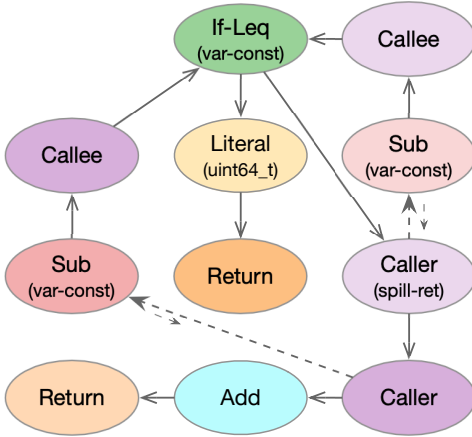 If-Leq
(var-const)
Callee
Callee
Literal
(uint64_t)
Sub
(var-const)
Sub
(var-const)
Return
Caller
(spill-ret)
Return
Add
Caller